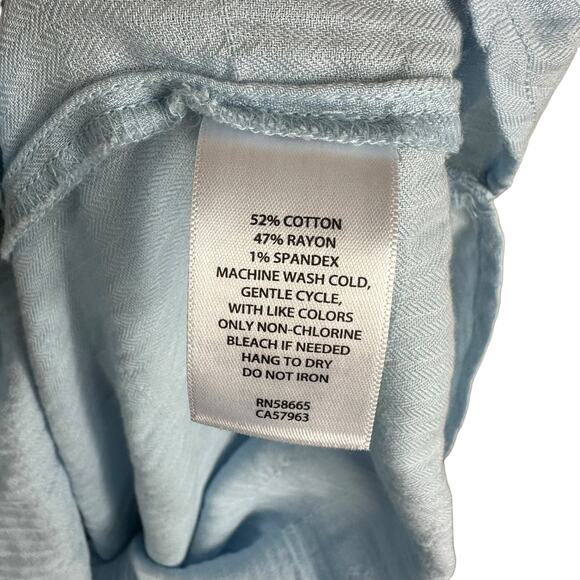 52% COTTON
47% RAYON
1% SPANDEX
MACHINE WASH COLD,
GENTLE CYCLE,
WITH LIKE COLORS
ONLY NON-CHLORINE
BLEACH IF NEEDED
HANG TO DRY
DO NOT IRON
RN58665
CA57963